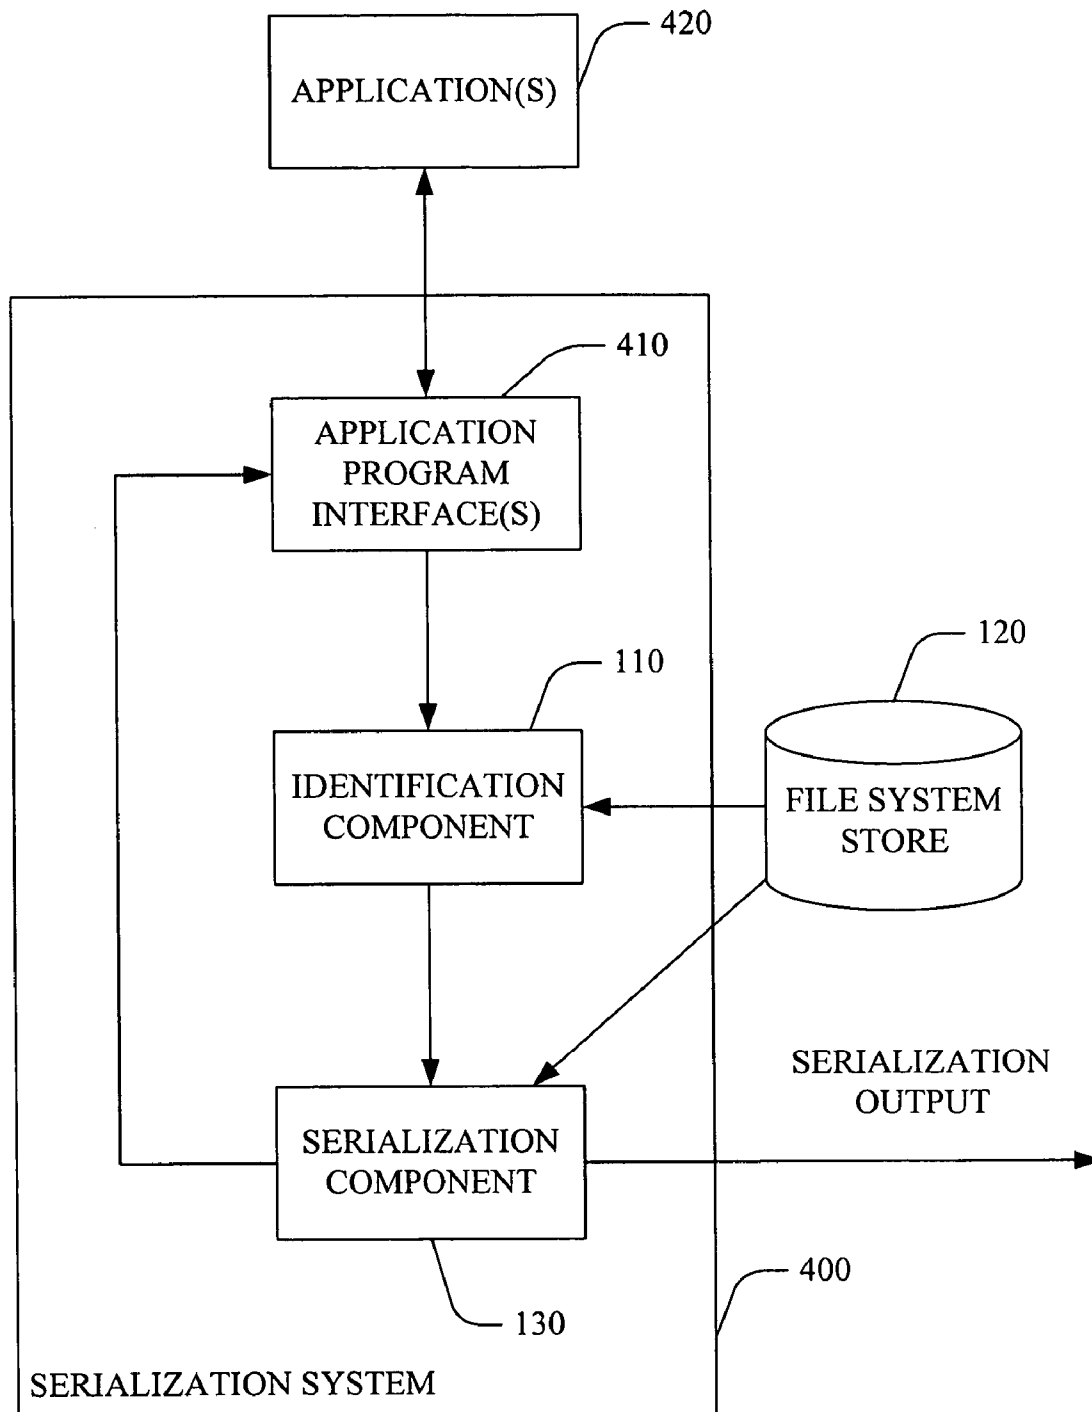 420
APPLICATION(S)
410
APPLICATION
PROGRAM
INTERFACE(S)
120
110
IDENTIFICATION
COMPONENT
FILE SYSTEM
STORE
SERIALIZATION
OUTPUT
SERIALIZATION
COMPONENT
400
130
SERIALIZATION SYSTEM